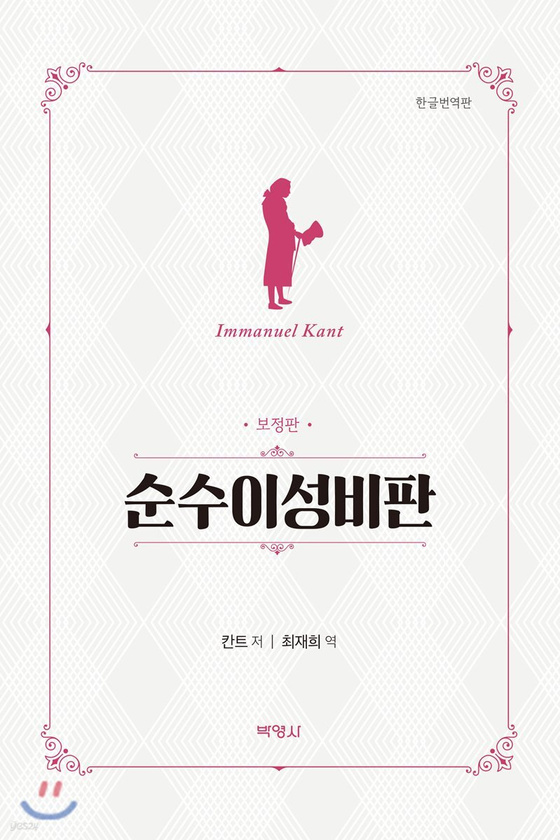 한글번역판
Immanuel Kant
• 보정판 •
순수이성비판
칸트 저 | 최재희 역
박영사
yes24